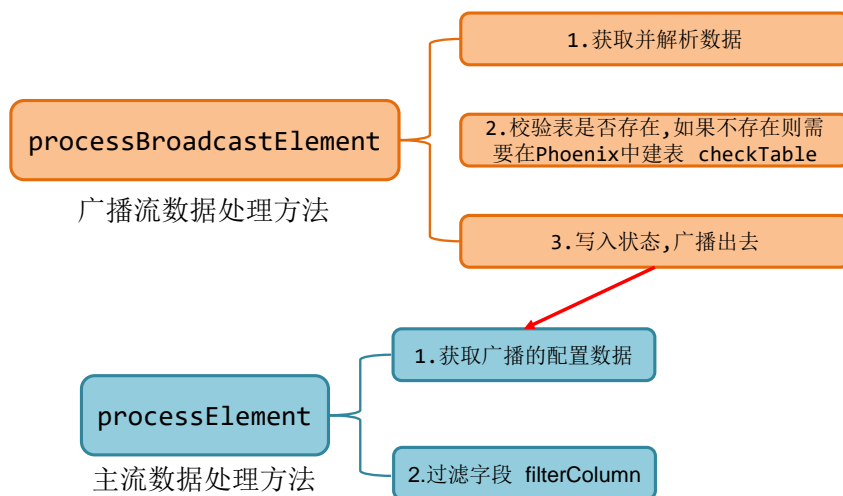 1.获取并解析数据
processBroadcastElement
2.校验表是否存在,如果不存在则需
要在Phoenix中建表 checkTable
广播流数据处理方法
3.写入状态,广播出去
1.获取广播的配置数据
processElement
主流数据处理方法
2.过滤字段 filterColumn